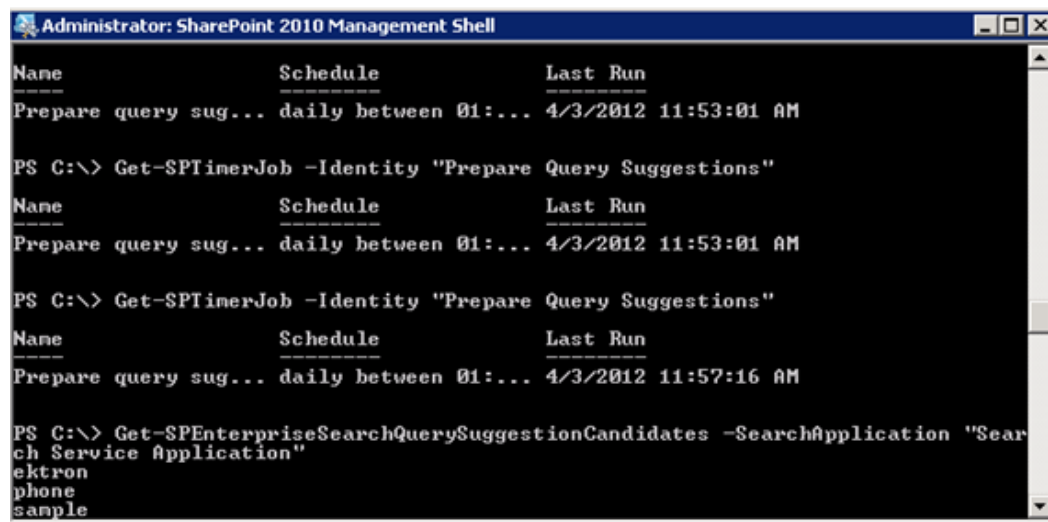 Administrator: SharePoint 2010 Management Shell
Name Schedule Last Run
---- -------- --------
Prepare query sug... daily between 01:... 4/3/2012 11:53:01 AM
PS C:\> Get-SPTimerJob -Identity "Prepare Query Suggestions"
Name Schedule Last Run
---- -------- --------
Prepare query sug... daily between 01:... 4/3/2012 11:53:01 AM
PS C:\> Get-SPTimerJob -Identity "Prepare Query Suggestions"
Name Schedule Last Run
---- -------- --------
Prepare query sug... daily between 01:... 4/3/2012 11:57:16 AM
PS C:\> Get-SPEnterpriseSearchQuerySuggestionCandidates -SearchApplication "Sear
ch Service Application"
ektron
phone
sample